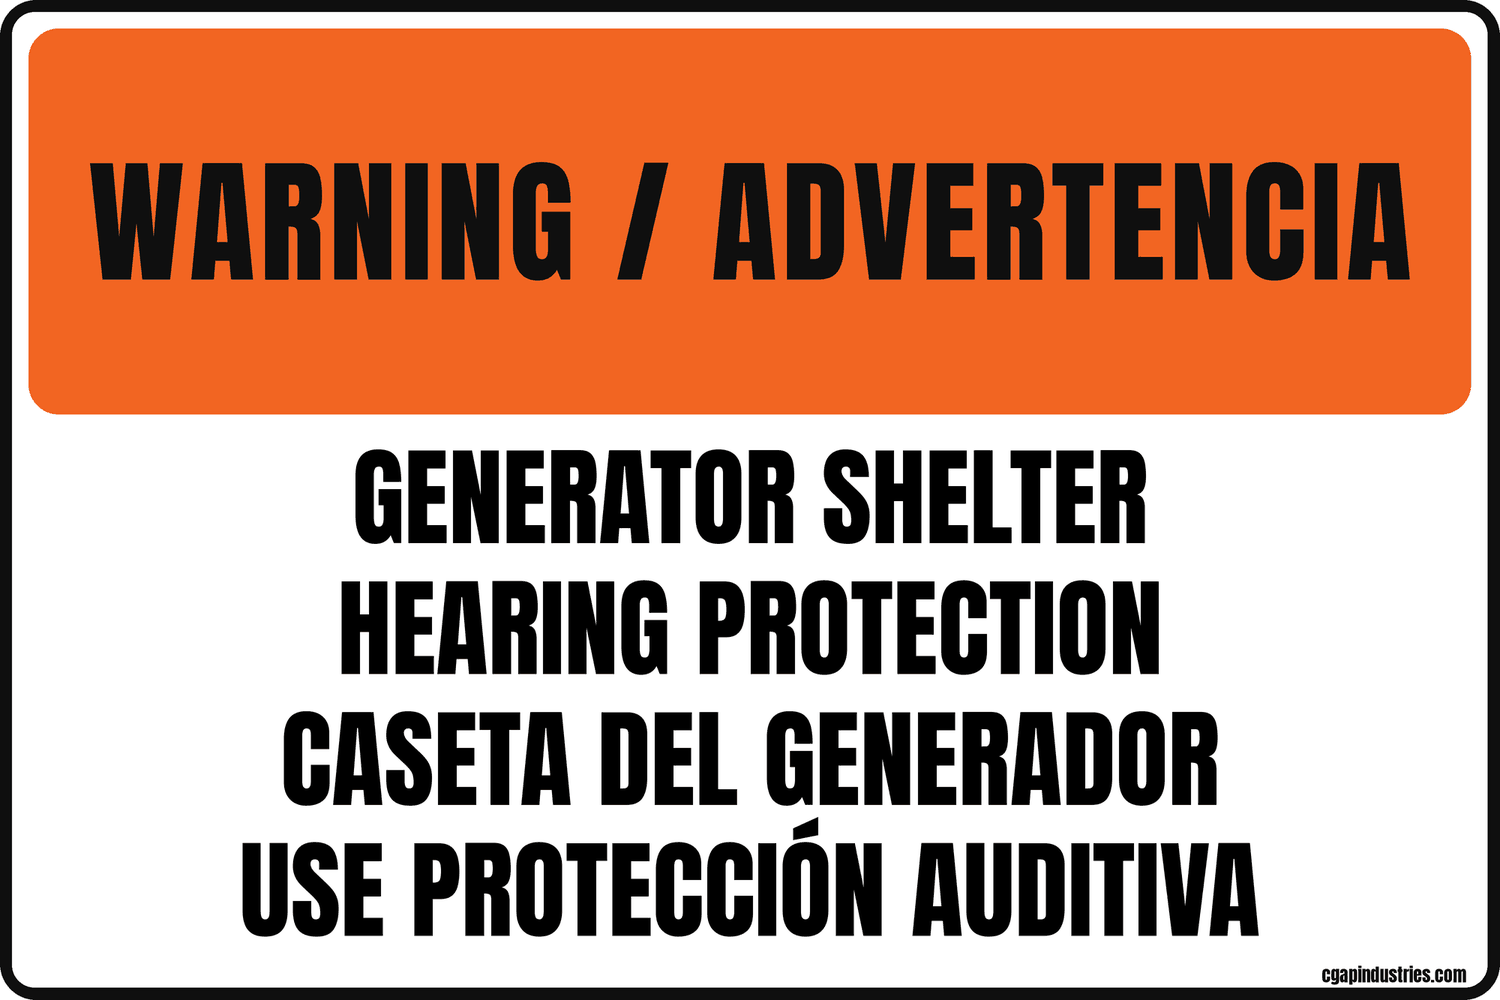 WARNING / ADVERTENCIA
GENERATOR SHELTER
HEARING PROTECTION
CASETA DEL GENERADOR
USE PROTECCIÓN AUDITIVA
cgapindustries.com